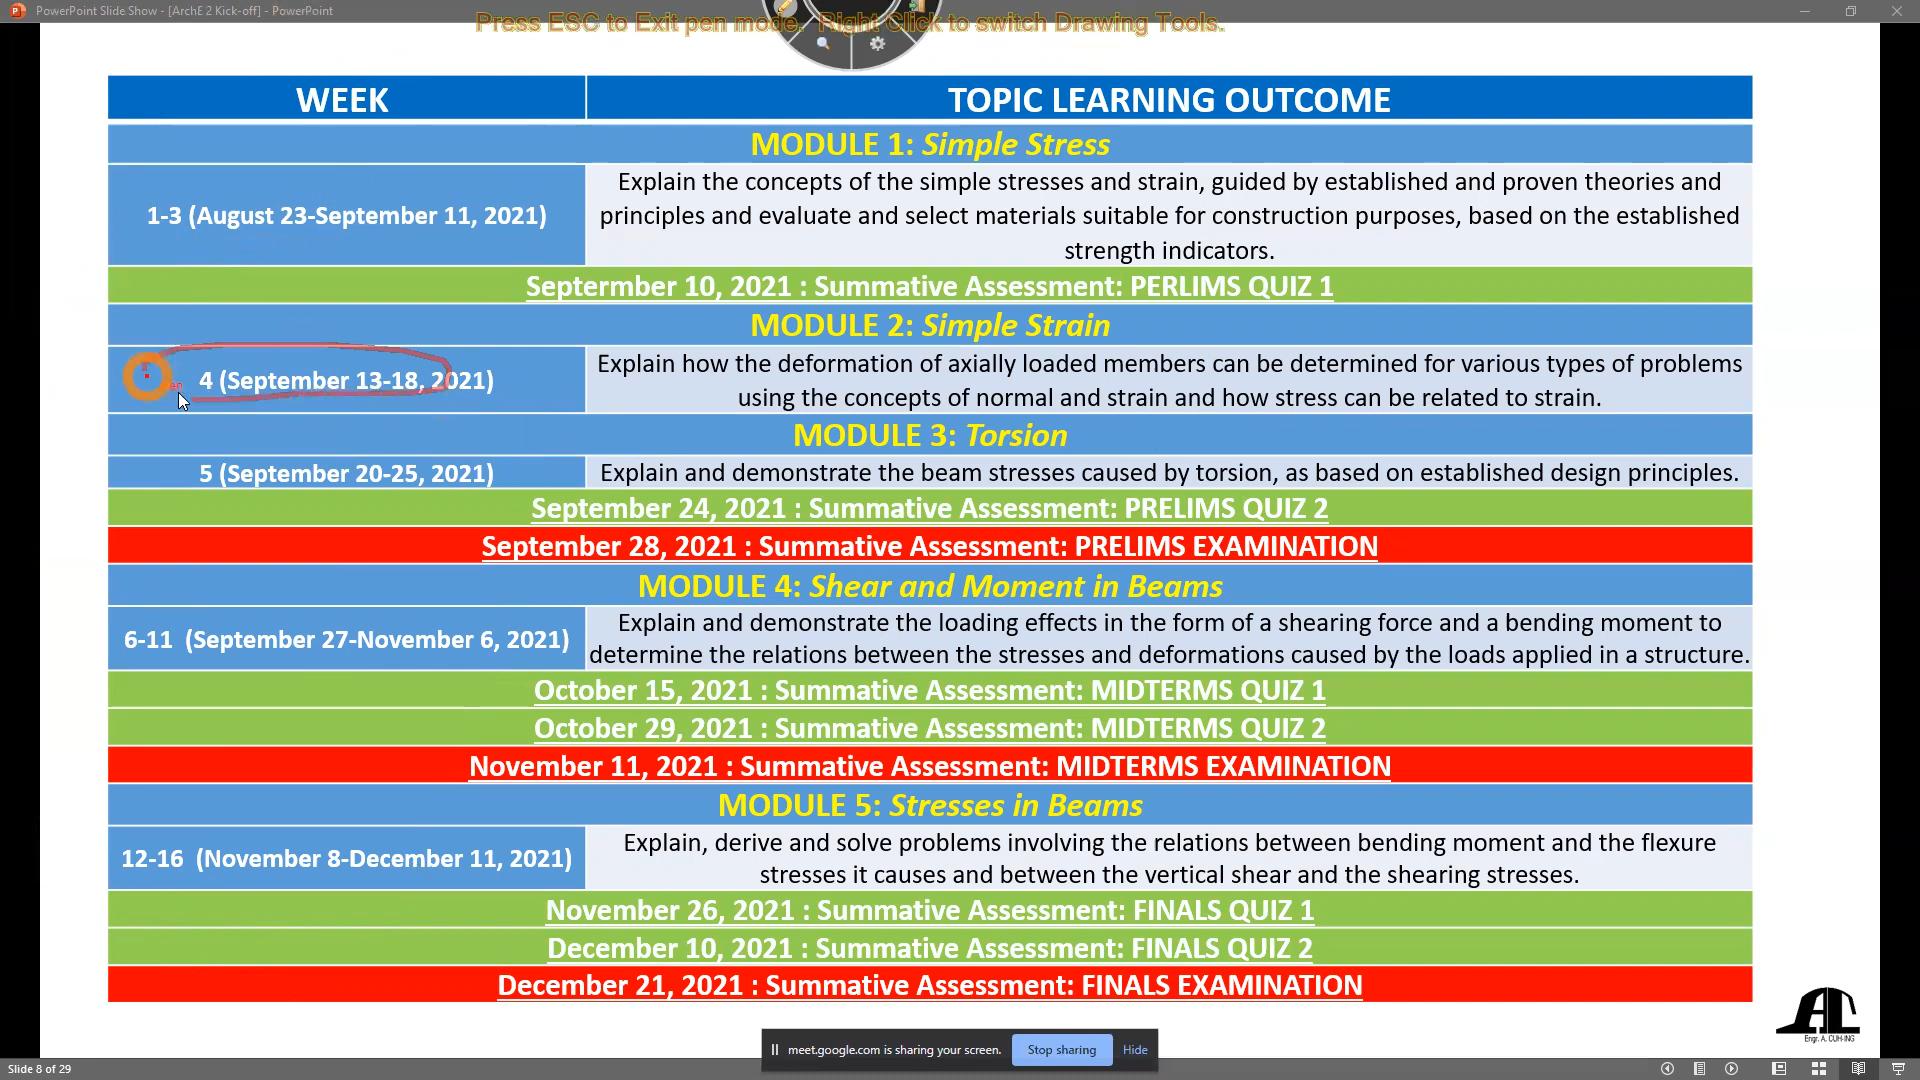 PowerPoint Slide Show - [ArchE 2 Kick-off] - PowerPoint
Press ESC to Exit pen mode. Right Click to switch Drawing Tools.
WEEK TOPIC LEARNING OUTCOME
MODULE 1: Simple Stress
1-3 (August 23-September 11, 2021)
Explain the concepts of the simple stresses and strain, guided by established and proven theories and
principles and evaluate and select materials suitable for construction purposes, based on the established
strength indicators.
Septermber 10, 2021 : Summative Assessment: PERLIMS QUIZ 1
MODULE 2: Simple Strain
4 (September 13-18, 2021)
Explain how the deformation of axially loaded members can be determined for various types of problems
using the concepts of normal and strain and how stress can be related to strain.
MODULE 3: Torsion
5 (September 20-25, 2021) Explain and demonstrate the beam stresses caused by torsion, as based on established design principles.
September 24, 2021 : Summative Assessment: PRELIMS QUIZ 2
September 28, 2021 : Summative Assessment: PRELIMS EXAMINATION
MODULE 4: Shear and Moment in Beams
6-11 (September 27-November 6, 2021)
Explain and demonstrate the loading effects in the form of a shearing force and a bending moment to
determine the relations between the stresses and deformations caused by the loads applied in a structure.
October 15, 2021 : Summative Assessment: MIDTERMS QUIZ 1
October 29, 2021 : Summative Assessment: MIDTERMS QUIZ 2
November 11, 2021 : Summative Assessment: MIDTERMS EXAMINATION
MODULE 5: Stresses in Beams
12-16 (November 8-December 11, 2021)
Explain, derive and solve problems involving the relations between bending moment and the flexure
stresses it causes and between the vertical shear and the shearing stresses.
November 26, 2021 : Summative Assessment: FINALS QUIZ 1
December 10, 2021 : Summative Assessment: FINALS QUIZ 2
December 21, 2021 : Summative Assessment: FINALS EXAMINATION
Engr. A. CUH-ING
meet.google.com is sharing your screen. Stop sharing Hide
Slide 8 of 29